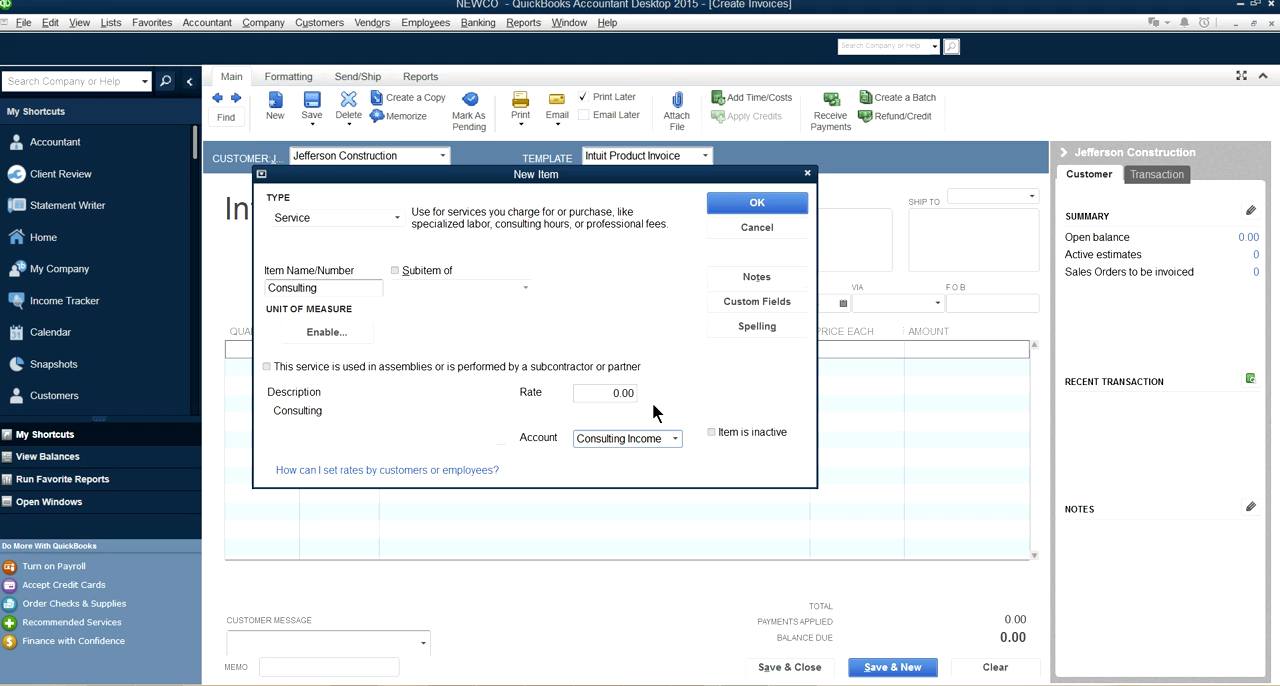 NEWCO - QuickBooks Accountant Desktop 2015 - [Create Invoices]
File Edit View Lists Favorites Accountant Company Customers Vendors Employees Banking Reports Window Help
Search Company or Help
Search Company or Help
Main Formatting Send/Ship Reports
Find
New
Save
Delete
Create a Copy
Memorize
Mark As
Pending
Print
Email
Print Later
Email Later
Attach
File
Add Time/Costs
Apply Credits
Receive
Payments
Create a Batch
Refund/Credit
My Shortcuts
Accountant
Client Review
Statement Writer
Home
My Company
Income Tracker
Calendar
Snapshots
Customers
My Shortcuts
View Balances
Run Favorite Reports
Open Windows
Do More With QuickBooks
Turn on Payroll
Accept Credit Cards
Order Checks & Supplies
Recommended Services
Finance with Confidence
CUSTOMER:J... Jefferson Construction TEMPLATE Intuit Product Invoice
In
SHIP TO
VIA F O B
QUA
PRICE EACH AMOUNT
New Item
TYPE
Service
Use for services you charge for or purchase, like
specialized labor, consulting hours, or professional fees.
OK
Cancel
Notes
Custom Fields
Spelling
Item Name/Number Subitem of
Consulting
UNIT OF MEASURE
Enable...
This service is used in assemblies or is performed by a subcontractor or partner
Description Rate 0.00
Consulting
Account Consulting Income Item is inactive
How can I set rates by customers or employees?
CUSTOMER MESSAGE
MEMO
TOTAL 0.00
PAYMENTS APPLIED
BALANCE DUE 0.00
Save & Close Save & New Clear
Jefferson Construction
Customer Transaction
SUMMARY
Open balance 0.00
Active estimates 0
Sales Orders to be invoiced 0
RECENT TRANSACTION
NOTES